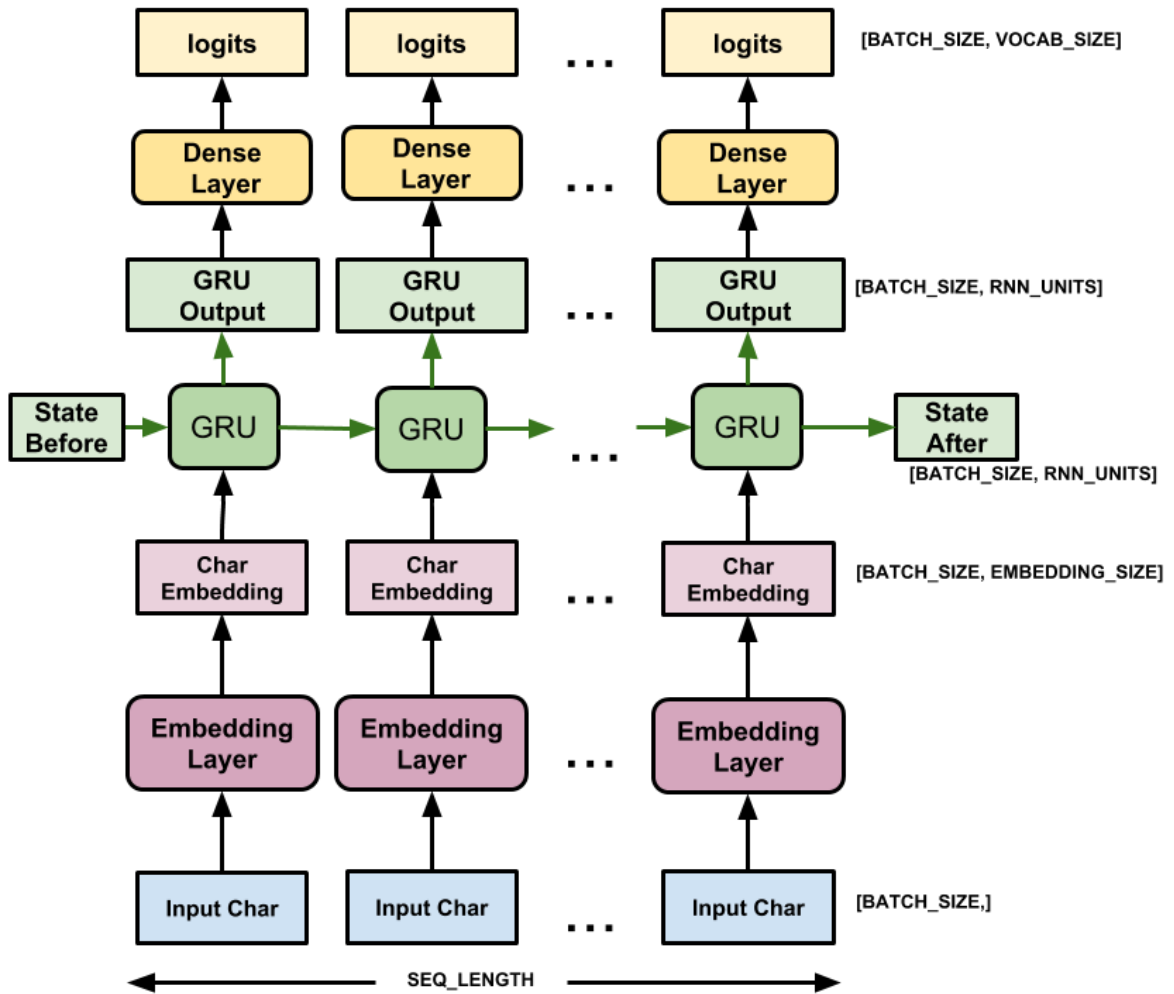 logits logits ... logits [BATCH_SIZE, VOCAB_SIZE]
Dense Layer
Dense Layer
...
Dense Layer
GRU Output
GRU Output
...
GRU Output
[BATCH_SIZE, RNN_UNITS]
State Before
GRU
GRU
...
GRU
State After
[BATCH_SIZE, RNN_UNITS]
Char Embedding
Char Embedding
...
Char Embedding
[BATCH_SIZE, EMBEDDING_SIZE]
Embedding Layer
Embedding Layer
...
Embedding Layer
Input Char
Input Char
...
Input Char
[BATCH_SIZE,]
SEQ_LENGTH